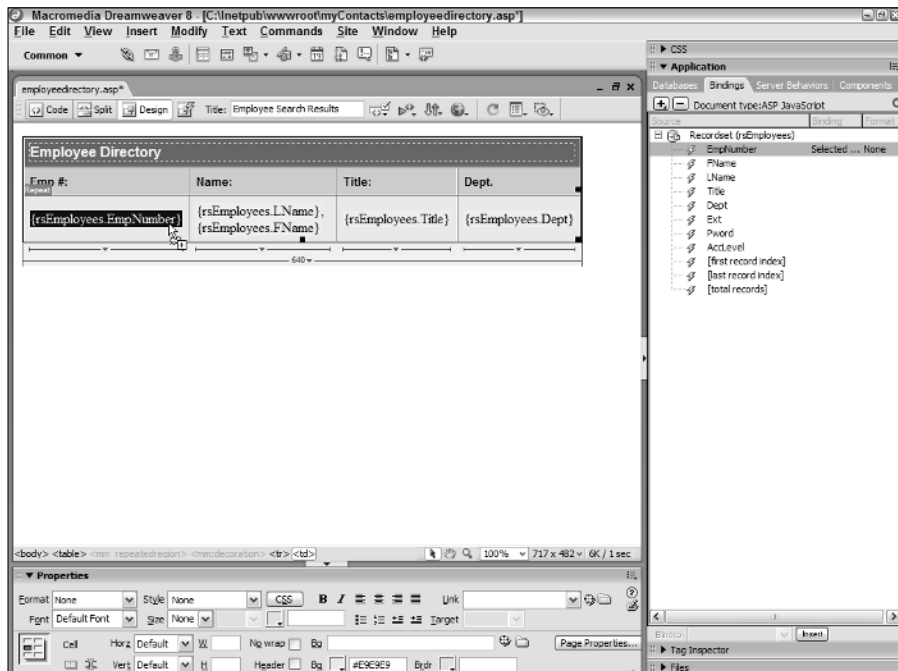 Macromedia Dreamweaver 8 - [C:\Inetpub\wwwroot\myContacts\employeedirectory.asp*]
File Edit View Insert Modify Text Commands Site Window Help
Common
CSS
Application
Databases Bindings Server Behaviors Components
Document type:ASP JavaScript
Source Binding Format
Recordset (rsEmployees)
EmpNumber Selected ... None
FName
LName
Title
Dept
Ext
Pword
AccLevel
[first record index]
[last record index]
[total records]
employeedirectory.asp*
Code Split Design Title: Employee Search Results
Employee Directory
Emp #: Name: Title: Dept.
Repeat
{rsEmployees.EmpNumber} {rsEmployees.LName}, {rsEmployees.Title} {rsEmployees.Dept}
{rsEmployees.FName}
640
<body> <table> <mm:repeatedregion> <mm:decoration> <tr> <td> 100% 717 x 482 6K / 1 sec
Properties
Format None Style None CSS B I Link
Font Default Font Size None Target
Cell Horz Default W No wrap Bg Page Properties...
Vert Default H Header Bg #E9E9E9 Brdr
Bind to: Insert
Tag Inspector
Files